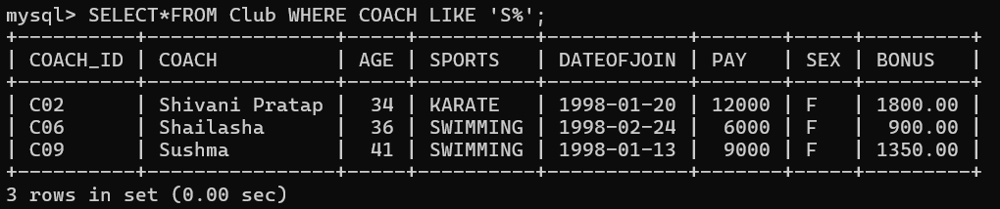 mysql> SELECT*FROM Club WHERE COACH LIKE 'S%';
+----------+----------------+------+----------+------------+-------+------+---------+
| COACH_ID | COACH          | AGE | SPORTS   | DATEOFJOIN | PAY   | SEX | BONUS   |
+----------+----------------+------+----------+------------+-------+------+---------+
| C02      | Shivani Pratap |  34 | KARATE   | 1998-01-20 | 12000 | F   | 1800.00 |
| C06      | Shailasha      |  36 | SWIMMING | 1998-02-24 |  6000 | F   |  900.00 |
| C09      | Sushma         |  41 | SWIMMING | 1998-01-13 |  9000 | F   | 1350.00 |
+----------+----------------+------+----------+------------+-------+------+---------+
3 rows in set (0.00 sec)